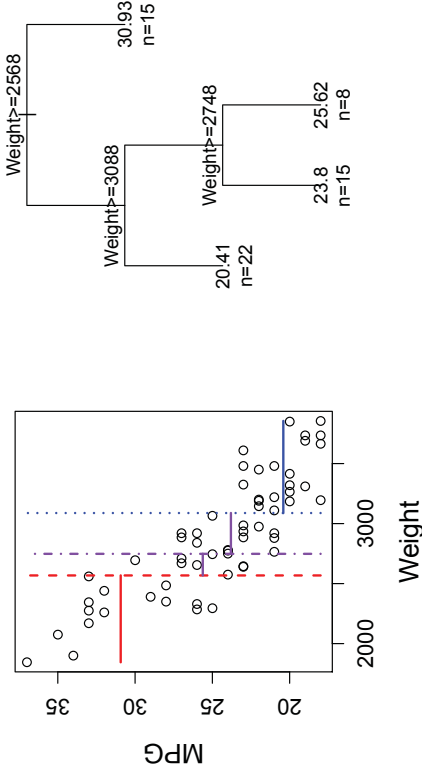 Weight>=2568
30.93
n=15
Weight>=3088
Weight>=2748
20.41
n=22
23.8
n=15
25.62
n=8
35
30
25
20
MPG
2000
3000
Weight